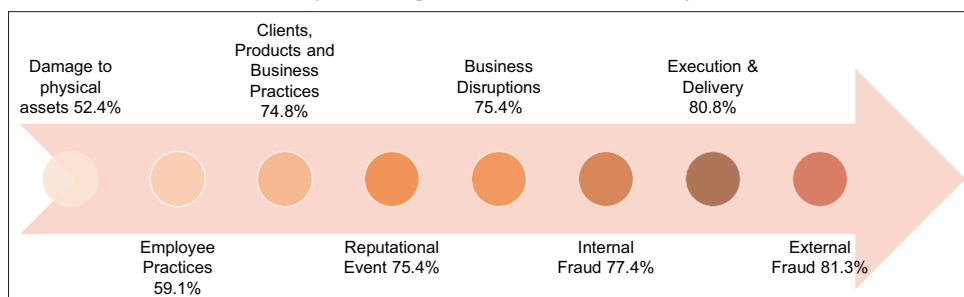 Damage to
physical
assets 52.4%
Employee
Practices
59.1%
Clients,
Products and
Business
Practices
74.8%
Reputational
Event 75.4%
Business
Disruptions
75.4%
Internal
Fraud 77.4%
Execution &
Delivery
80.8%
External
Fraud 81.3%